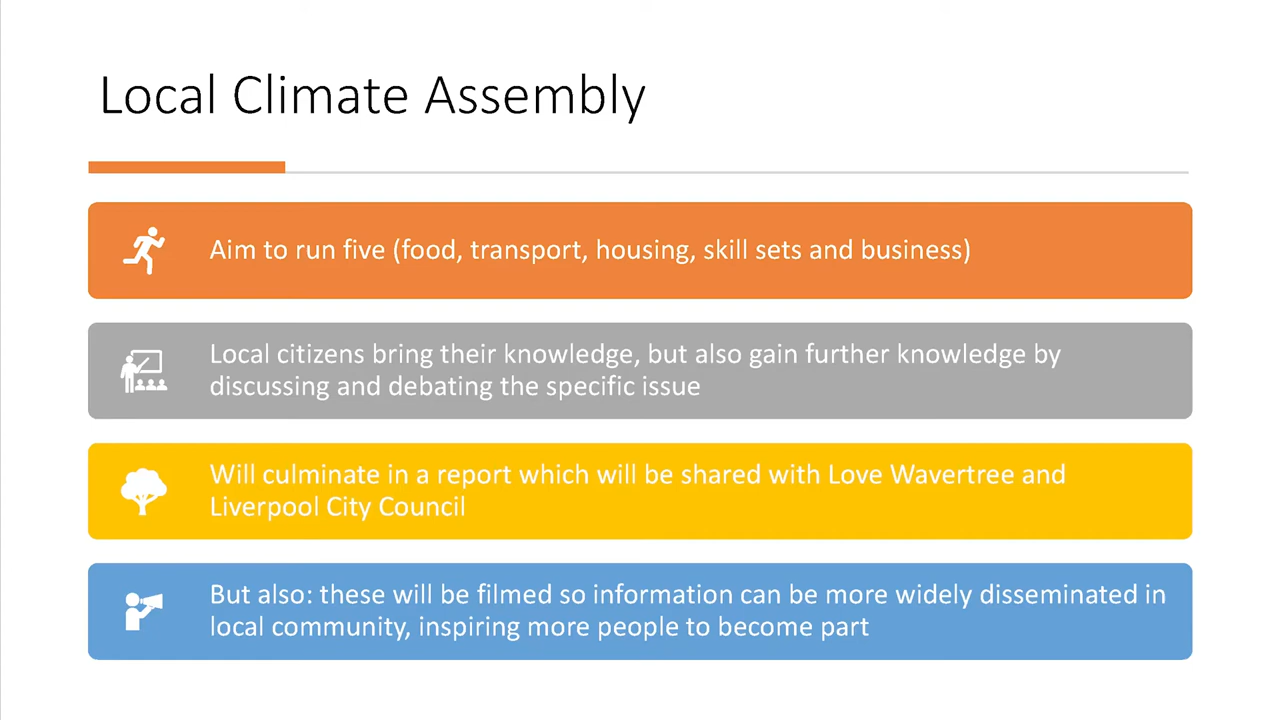 Local Climate Assembly
Aim to run five (food, transport, housing, skill sets and business)
Local citizens bring their knowledge, but also gain further knowledge by
discussing and debating the specific issue
Will culminate in a report which will be shared with Love Wavertree and
Liverpool City Council
But also: these will be filmed so information can be more widely disseminated in
local community, inspiring more people to become part